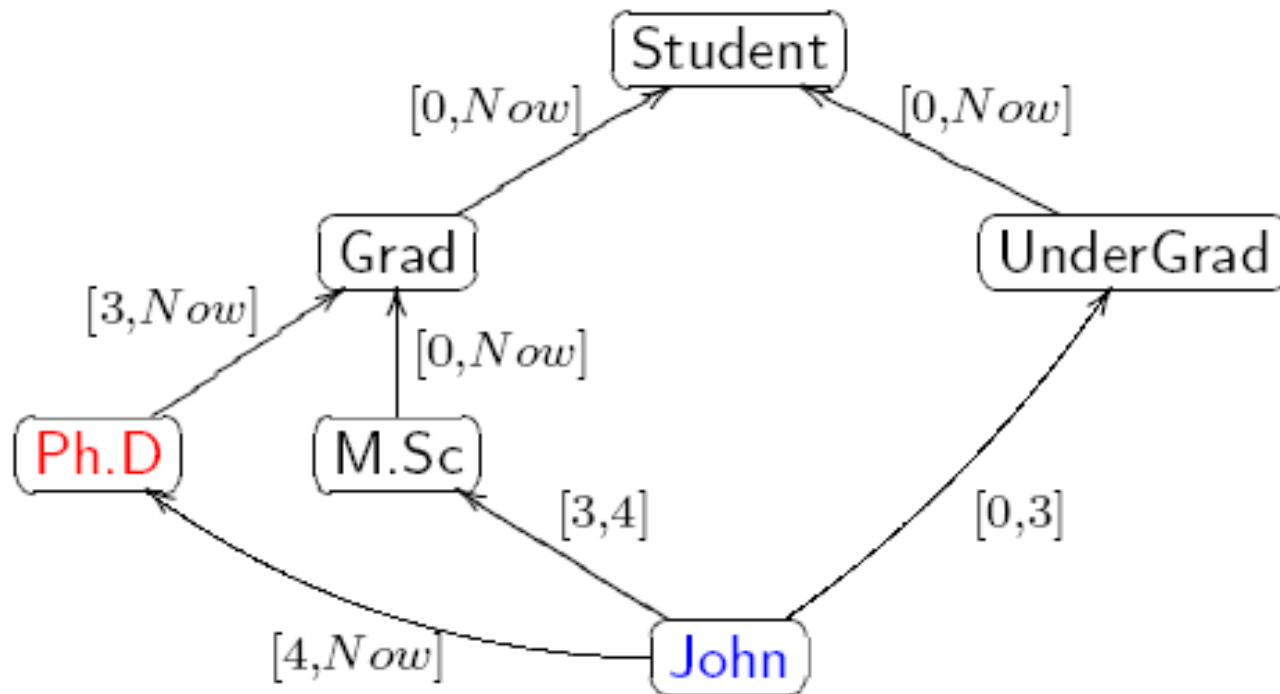 Student
[0,Now]
[0,Now]
Grad
UnderGrad
[3,Now]
[0,Now]
Ph.D
M.Sc
[3,4]
[0,3]
[4,Now]
John